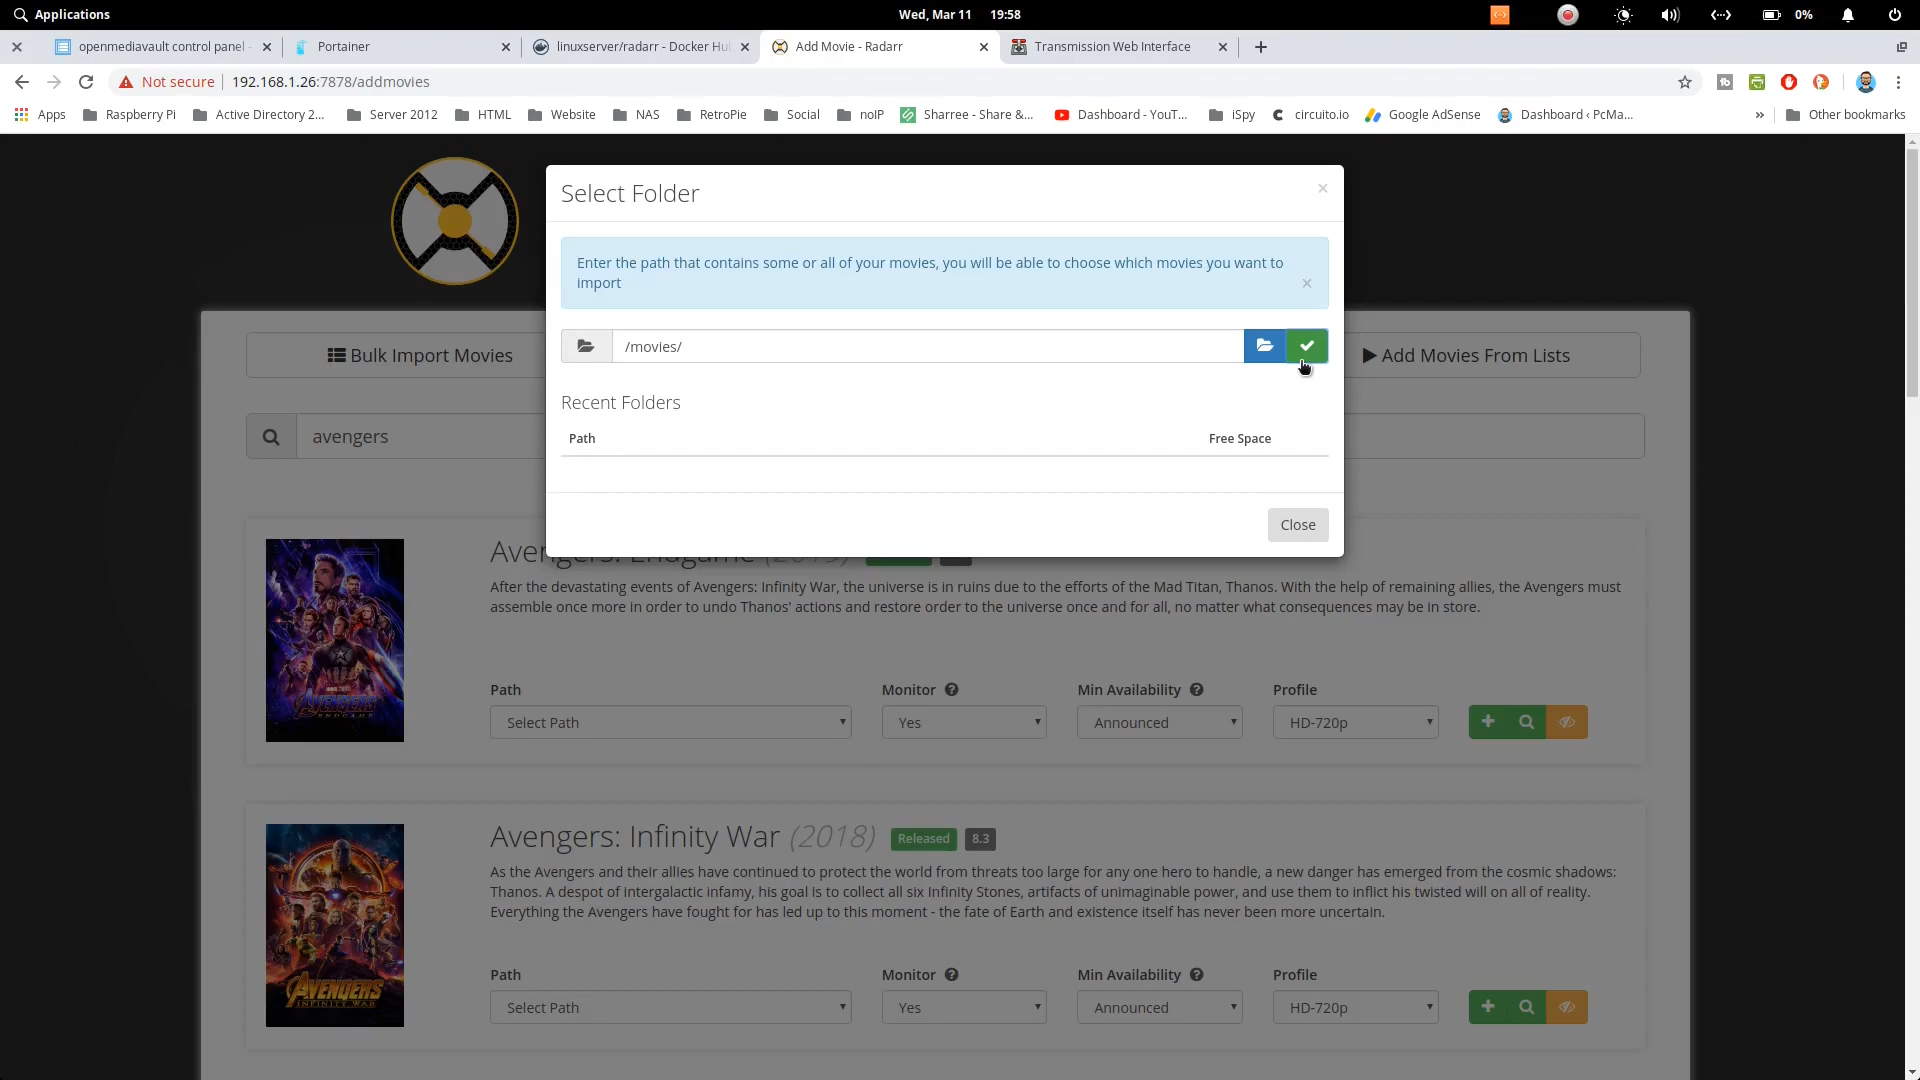 Applications
Wed, Mar 11 19:58
0%
openmediavault control panel -
Portainer
linuxserver/radarr - Docker Hu
Add Movie - Radarr
Transmission Web Interface
Not secure
192.168.1.26:7878/addmovies
Apps
Raspberry Pi
Active Directory 2...
Server 2012
HTML
Website
NAS
RetroPie
Social
noIP
Sharree - Share &...
Dashboard - YouT...
iSpy
circuito.io
Google AdSense
Dashboard ‹ PcMa...
»
Other bookmarks
Select Folder
Enter the path that contains some or all of your movies, you will be able to choose which movies you want to
import
/movies/
Recent Folders
Path Free Space
Close
Bulk Import Movies
Add Movies From Lists
avengers
Avengers: Endgame (2019)
After the devastating events of Avengers: Infinity War, the universe is in ruins due to the efforts of the Mad Titan, Thanos. With the help of remaining allies, the Avengers must
assemble once more in order to undo Thanos' actions and restore order to the universe once and for all, no matter what consequences may be in store.
Path Monitor Min Availability Profile
Select Path Yes Announced HD-720p
AVENGERS
ENDGAME
Avengers: Infinity War (2018) Released 8.3
As the Avengers and their allies have continued to protect the world from threats too large for any one hero to handle, a new danger has emerged from the cosmic shadows:
Thanos. A despot of intergalactic infamy, his goal is to collect all six Infinity Stones, artifacts of unimaginable power, and use them to inflict his twisted will on all of reality.
Everything the Avengers have fought for has led up to this moment - the fate of Earth and existence itself has never been more uncertain.
Path Monitor Min Availability Profile
Select Path Yes Announced HD-720p
AVENGERS
INFINITY WAR